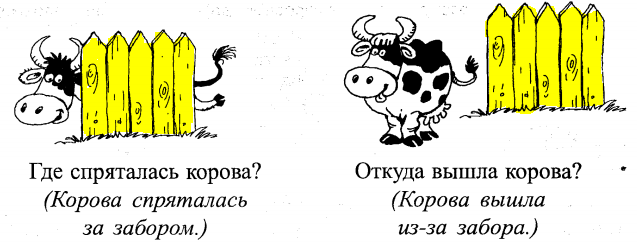 Где спряталась корова?
(Корова спряталась
за забором.)
Откуда вышла корова?
(Корова вышла
из-за забора.)